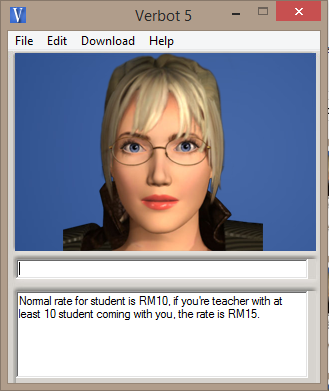 V Verbot 5
File Edit Download Help
Normal rate for student is RM10, if you're teacher with at
least 10 student coming with you, the rate is RM15.